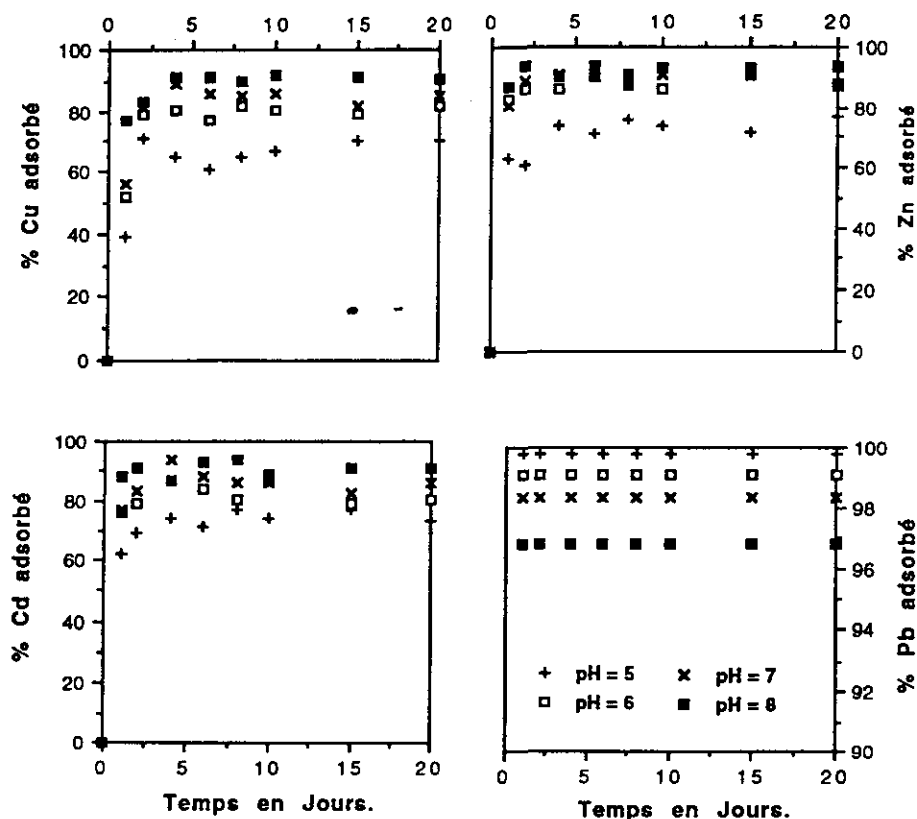 0 5 10 15 20
0 5 10 15 20
100
80
60
40
20
0
% Cu adsorbé
100
80
60
40
20
0
% Zn adsorbé
100
80
60
40
20
0
% Cd adsorbé
0 5 10 15 20
Temps en Jours.
100
98
96
94
92
90
% Pb adsorbé
+ pH = 5
× pH = 7
□ pH = 6
■ pH = 8
0 5 10 15 20
Temps en Jours.